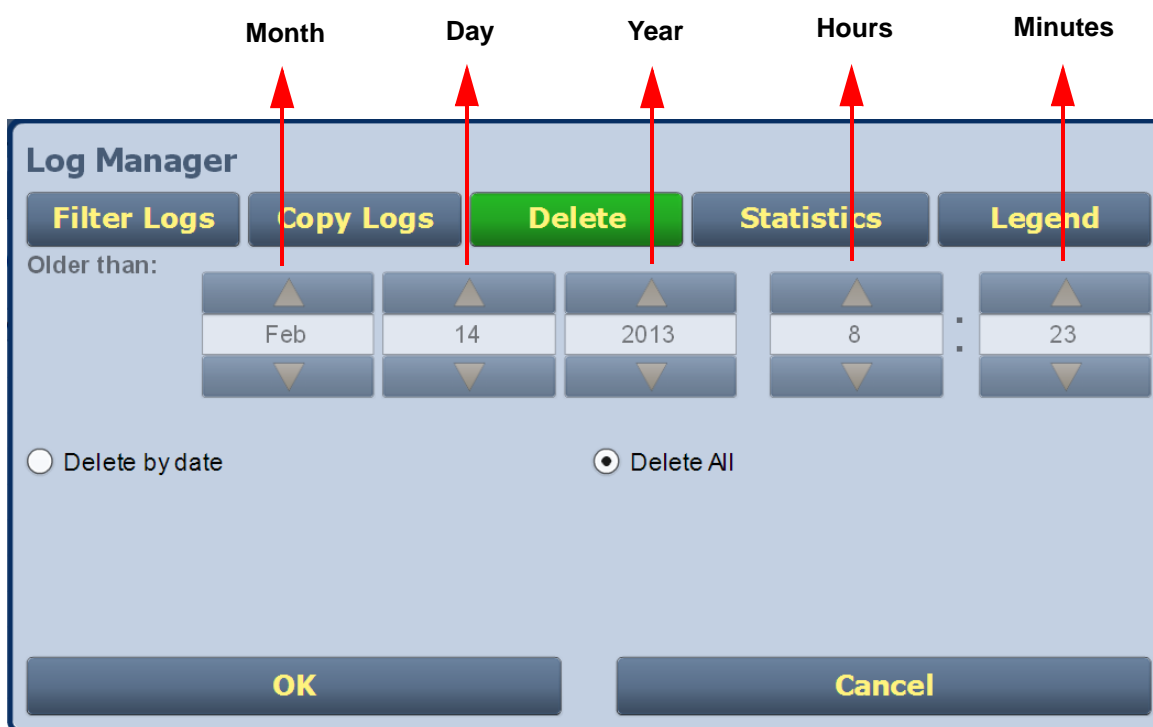 Month Day Year Hours Minutes
Log Manager
Filter Logs Copy Logs Delete Statistics Legend
Older than:
Feb 14 2013 8 : 23
Delete by date Delete All
OK Cancel